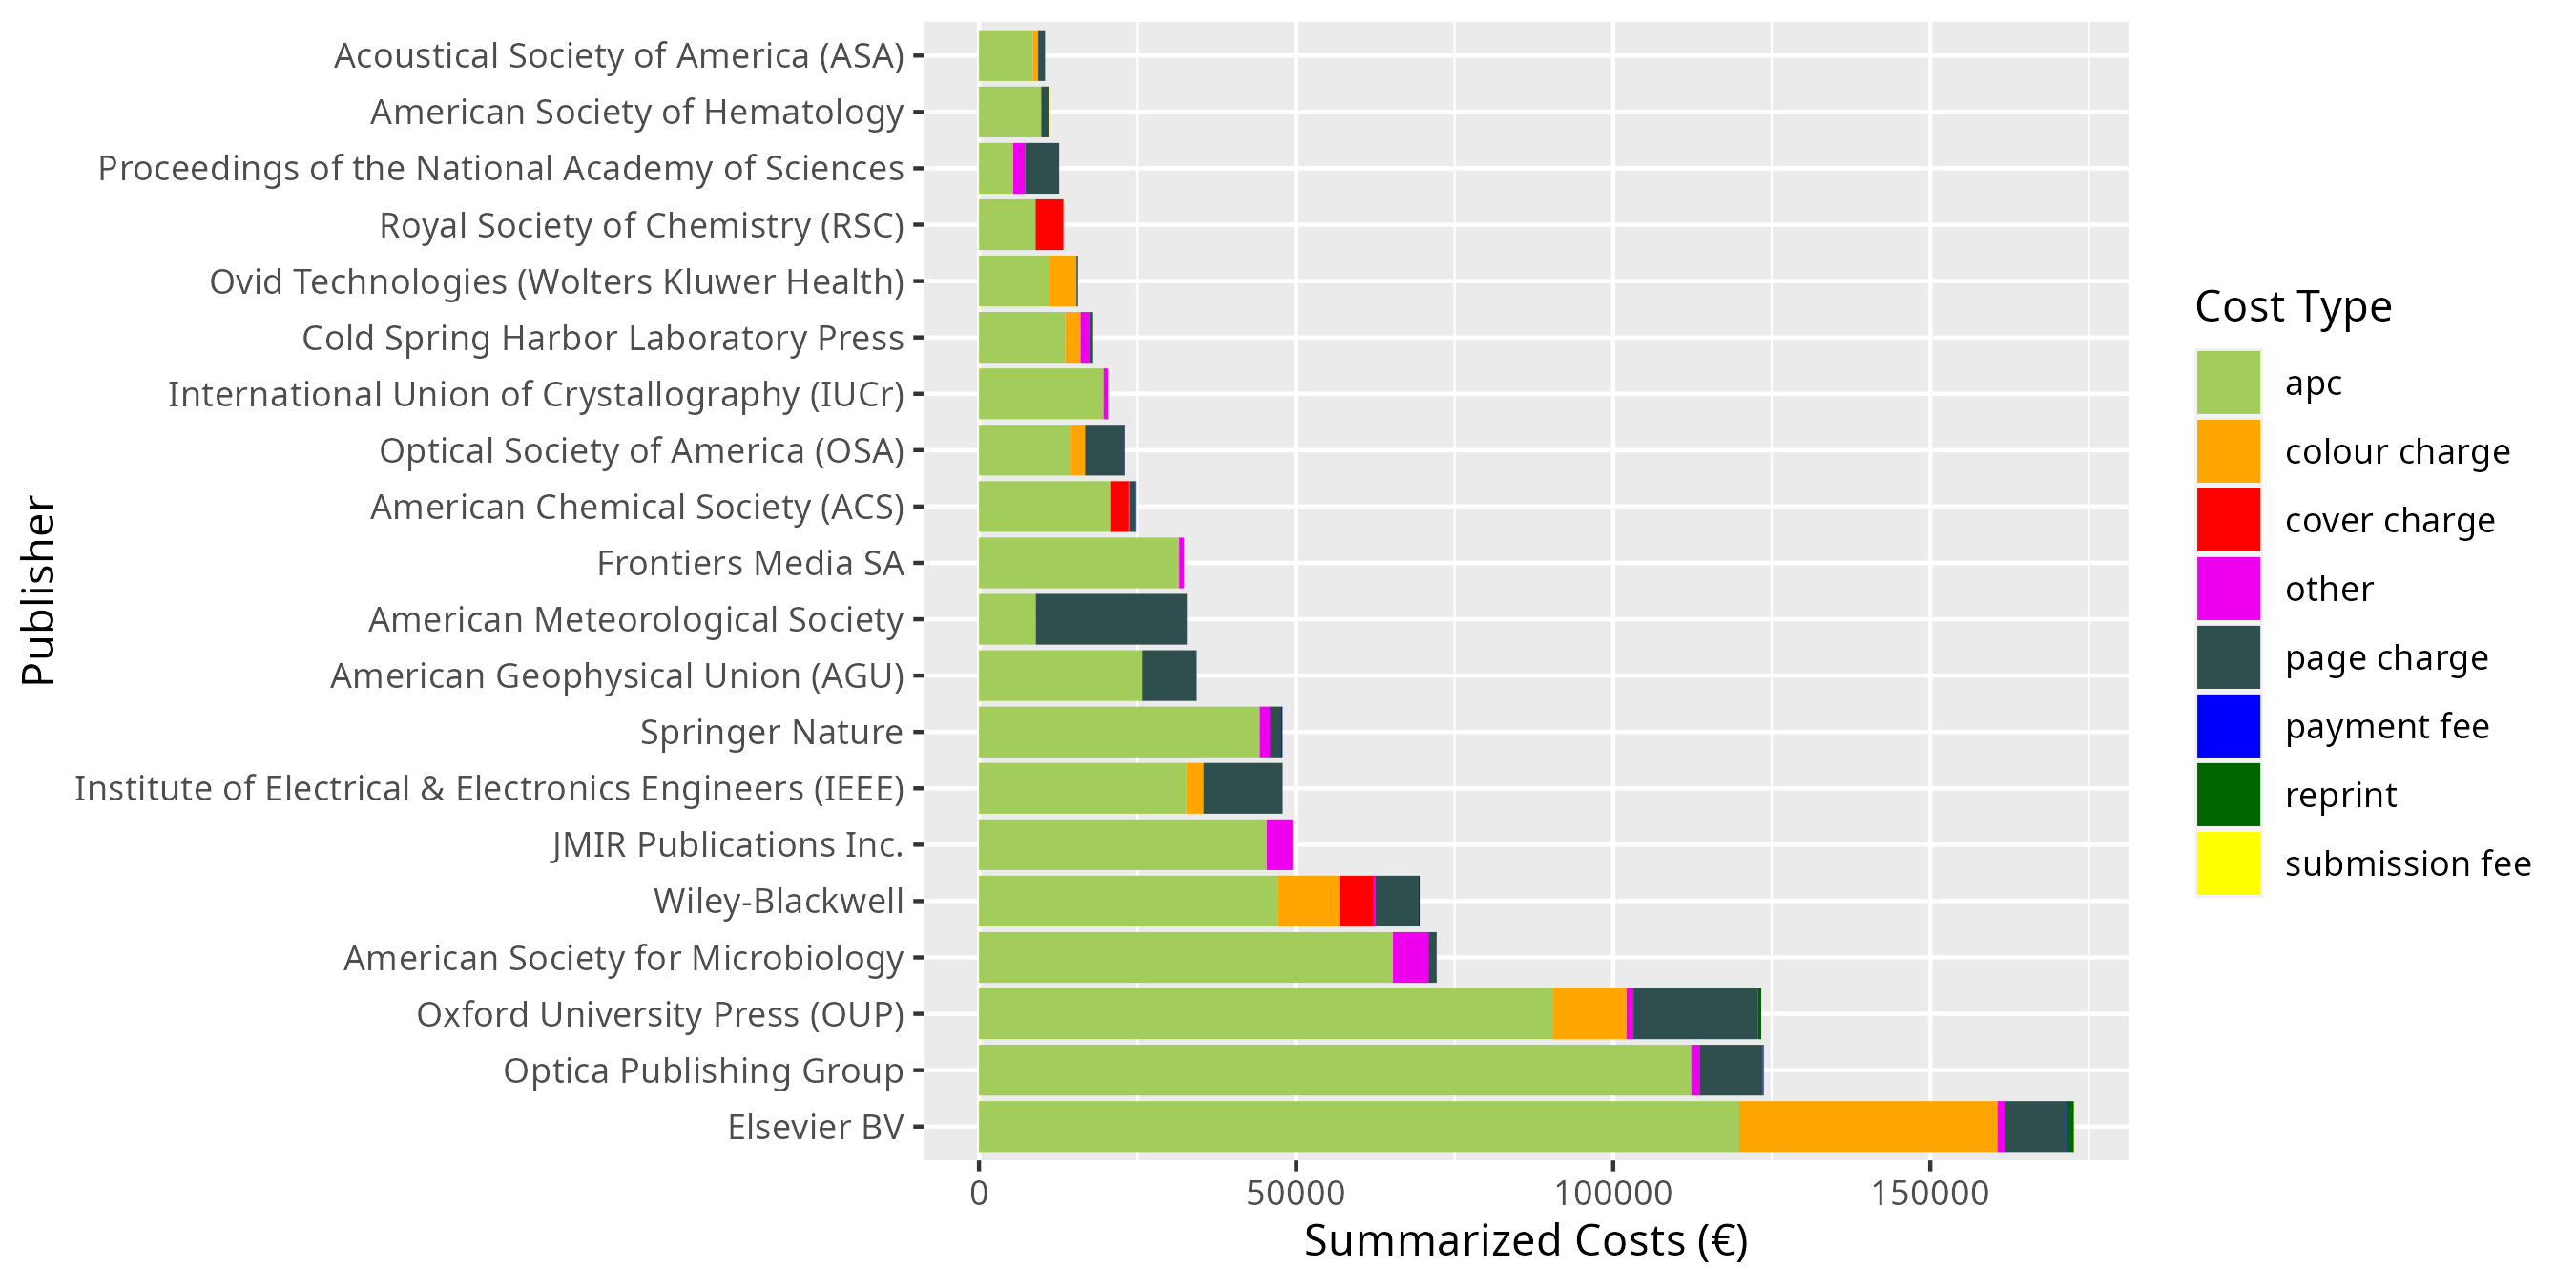 Publisher
Acoustical Society of America (ASA)
American Society of Hematology
Proceedings of the National Academy of Sciences
Royal Society of Chemistry (RSC)
Ovid Technologies (Wolters Kluwer Health)
Cold Spring Harbor Laboratory Press
International Union of Crystallography (IUCr)
Optical Society of America (OSA)
American Chemical Society (ACS)
Frontiers Media SA
American Meteorological Society
American Geophysical Union (AGU)
Springer Nature
Institute of Electrical & Electronics Engineers (IEEE)
JMIR Publications Inc.
Wiley-Blackwell
American Society for Microbiology
Oxford University Press (OUP)
Optica Publishing Group
Elsevier BV
0 50000 100000 150000
Summarized Costs (€)
Cost Type
apc
colour charge
cover charge
other
page charge
payment fee
reprint
submission fee